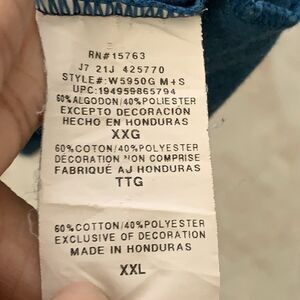 RN#15763
J7 21J 425770
STYLE#:W5950G M+S
UPC:194959865794
60%ALGODON/40%POLIESTER
EXCEPTO DECORACIÓN
HECHO EN HONDURAS
XXG
60%COTON/40%POLYESTER
DÉCORATION NON COMPRISE
FABRIQUÉ AJ HONDURAS
TTG
60%COTTON/40%POLYESTER
EXCLUSIVE OF DECORATION
MADE IN HONDURAS
XXL